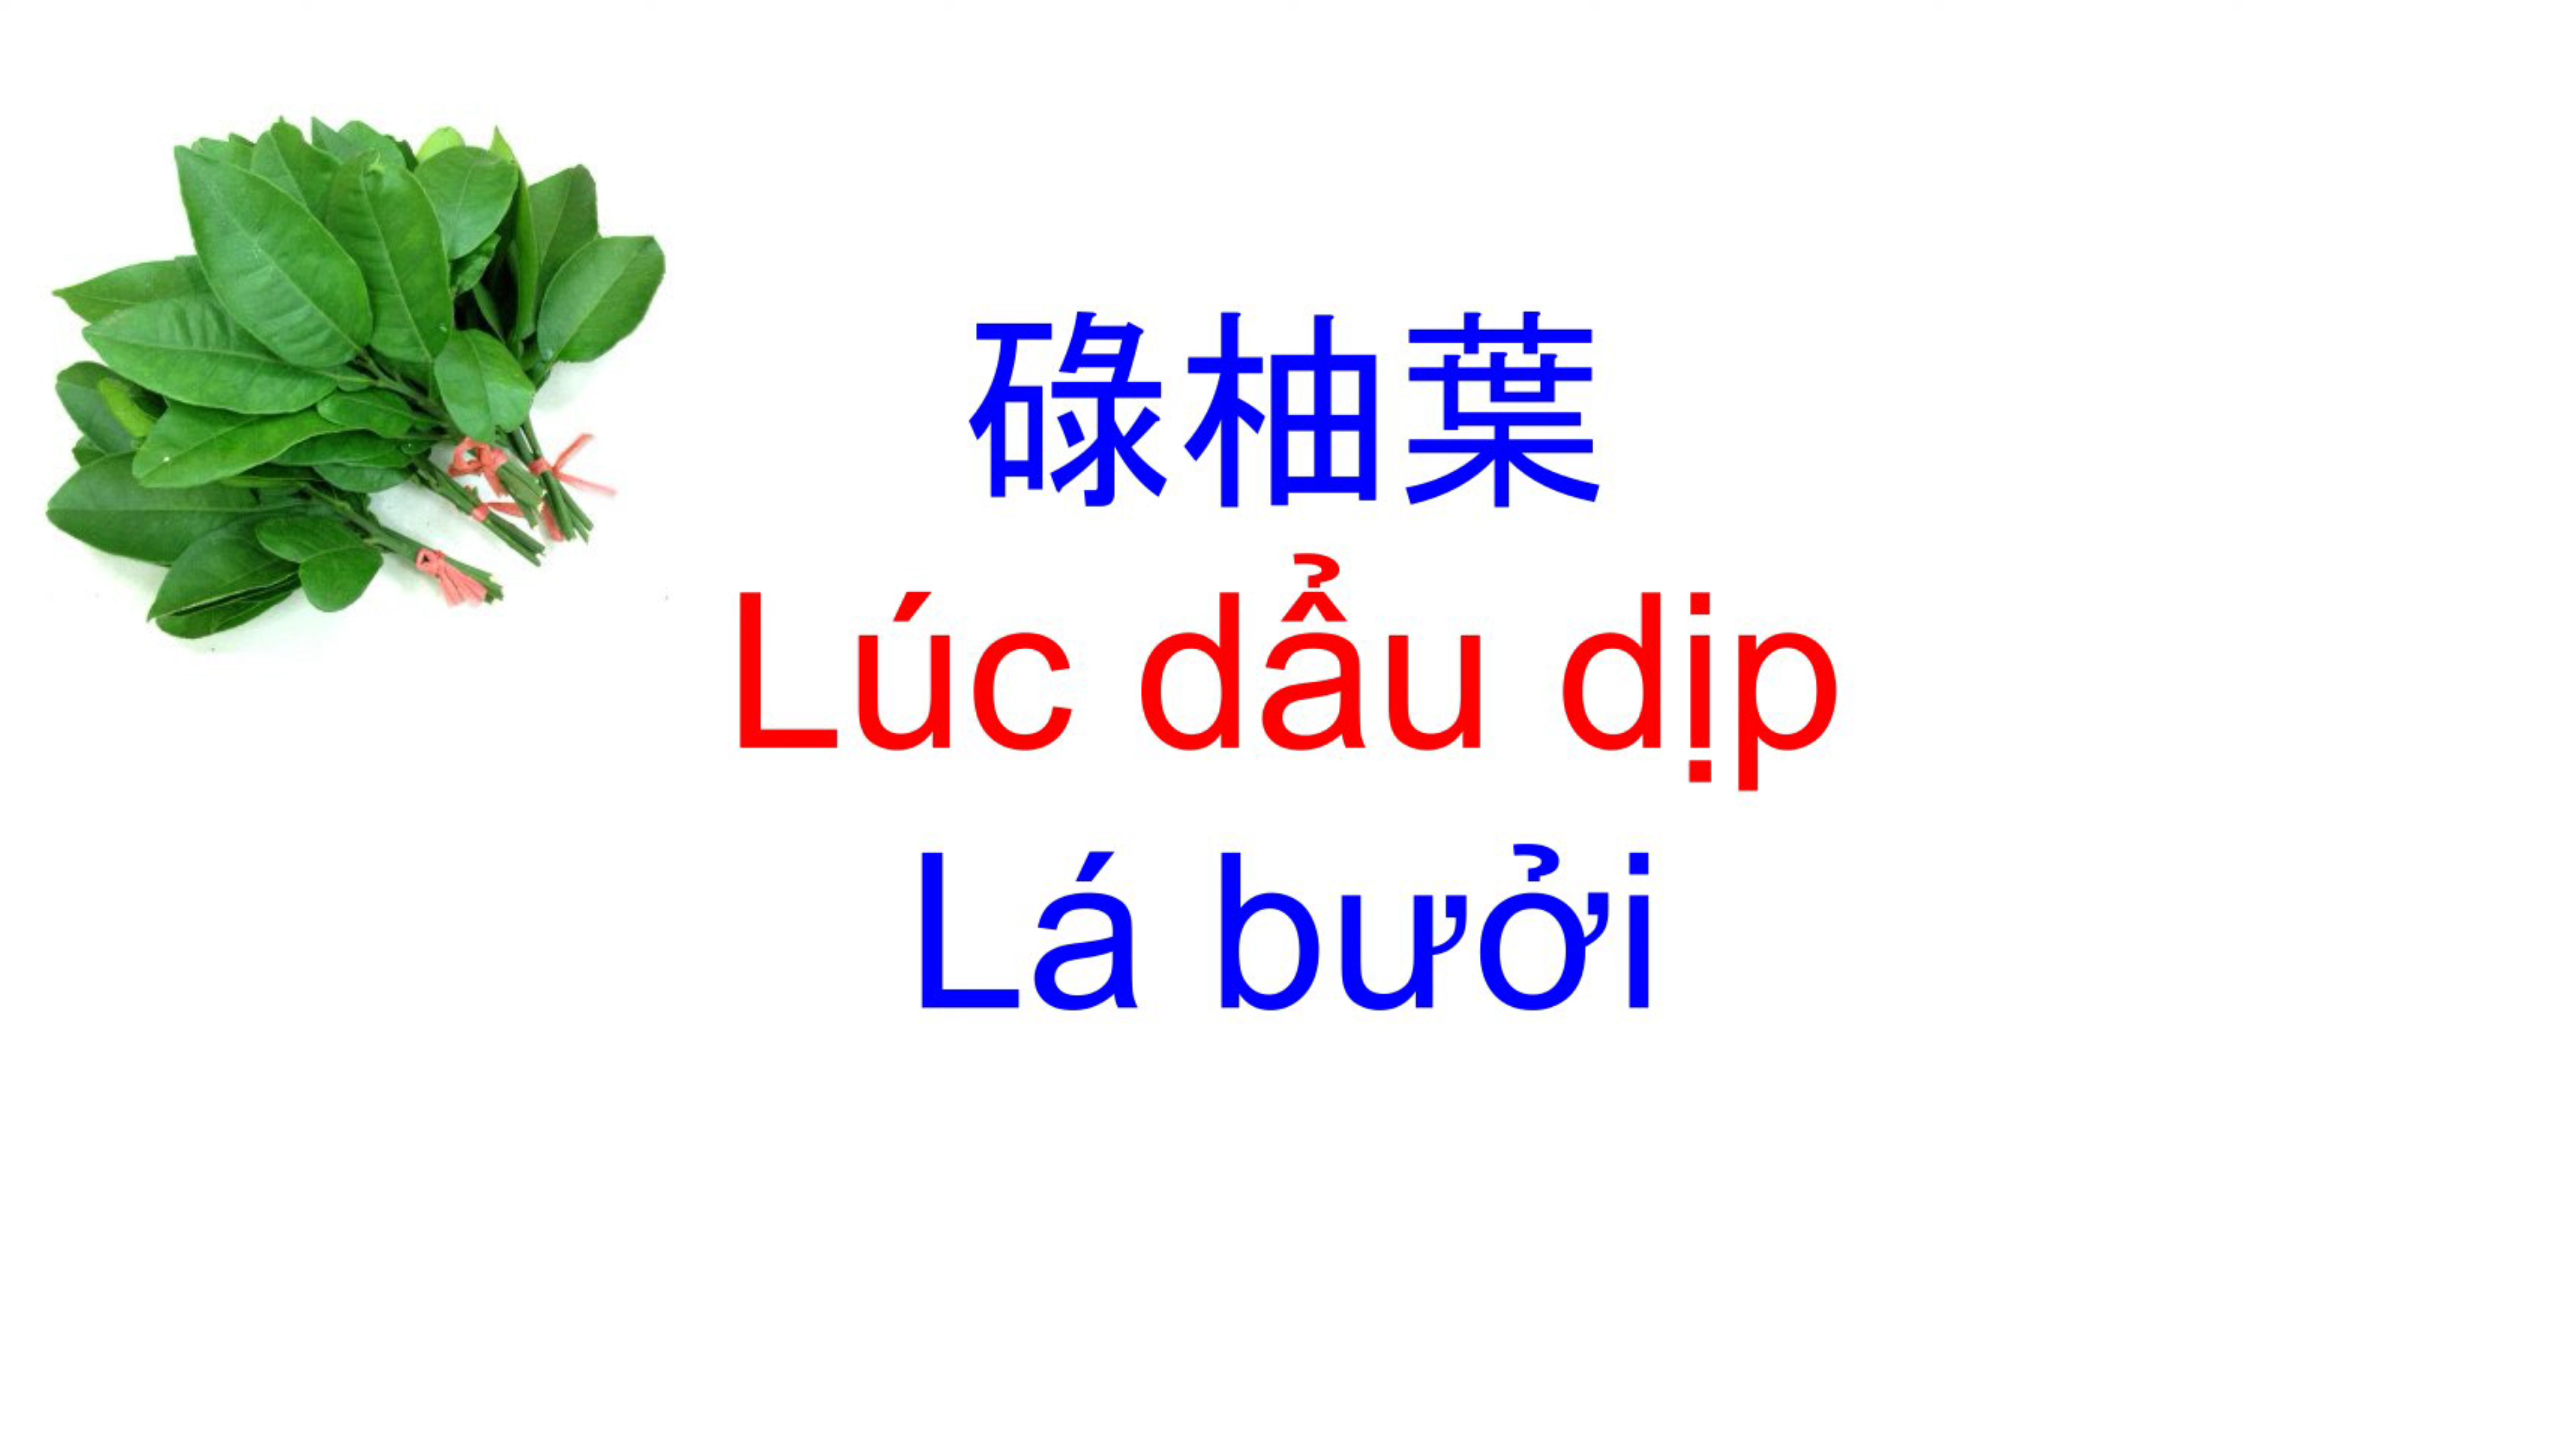 碌柚葉
Lúc dẩu dịp
Lá bưởi